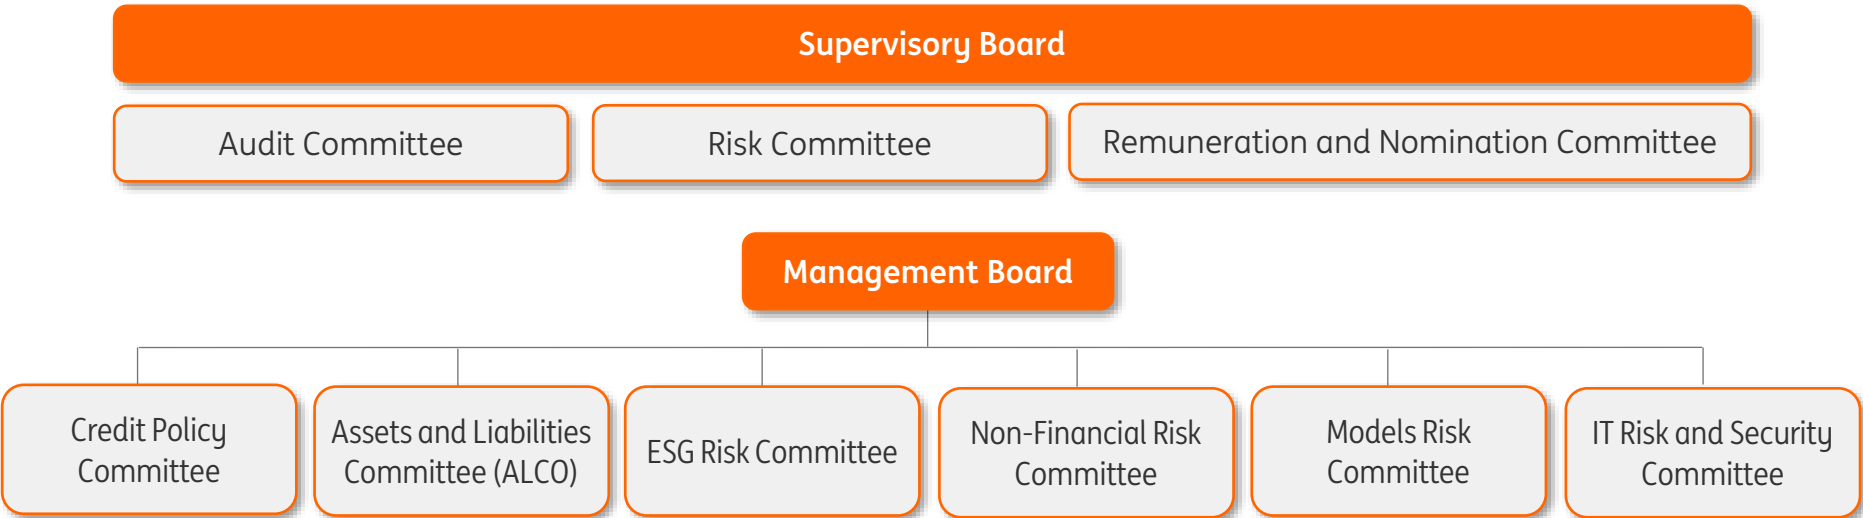 Supervisory Board
Audit Committee
Risk Committee
Remuneration and Nomination Committee
Management Board
Credit Policy
Committee
Assets and Liabilities
Committee (ALCO)
ESG Risk Committee
Non-Financial Risk
Committee
Models Risk
Committee
IT Risk and Security
Committee